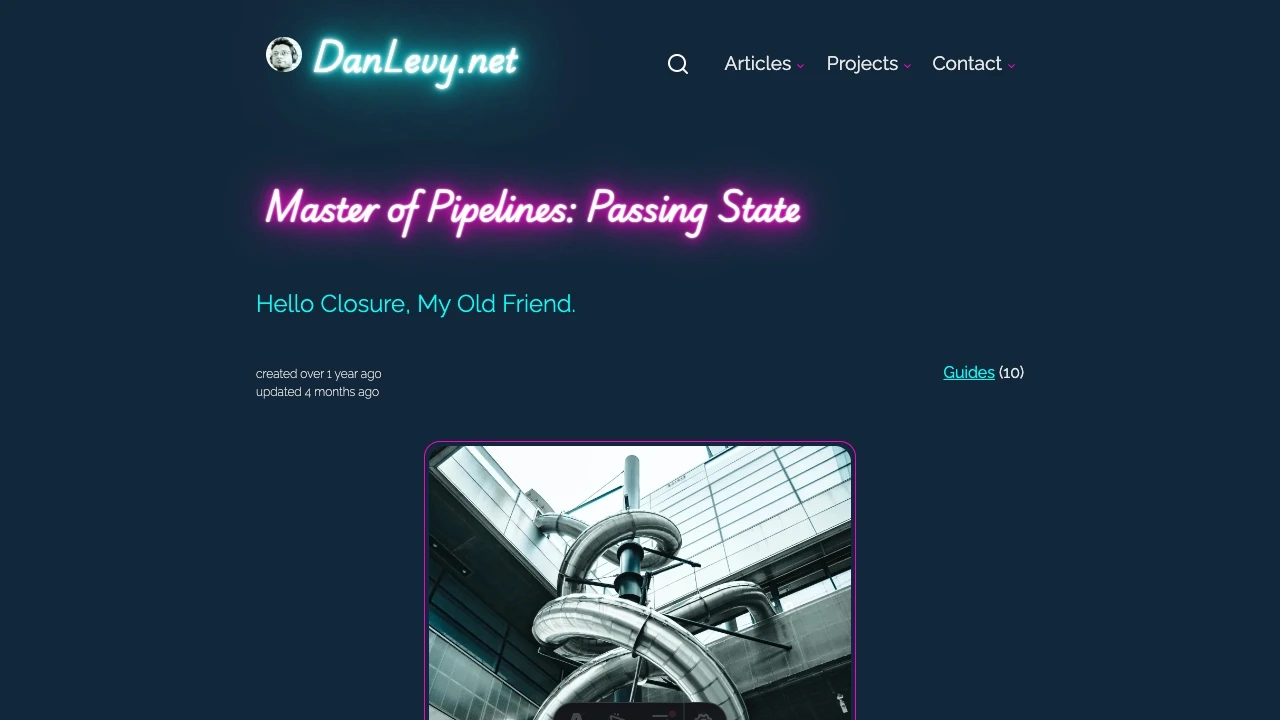 DanLevy.net
Articles
Projects
Contact
Master of Pipelines: Passing State
Hello Closure, My Old Friend.
created over 1 year ago
updated 4 months ago
Guides (10)